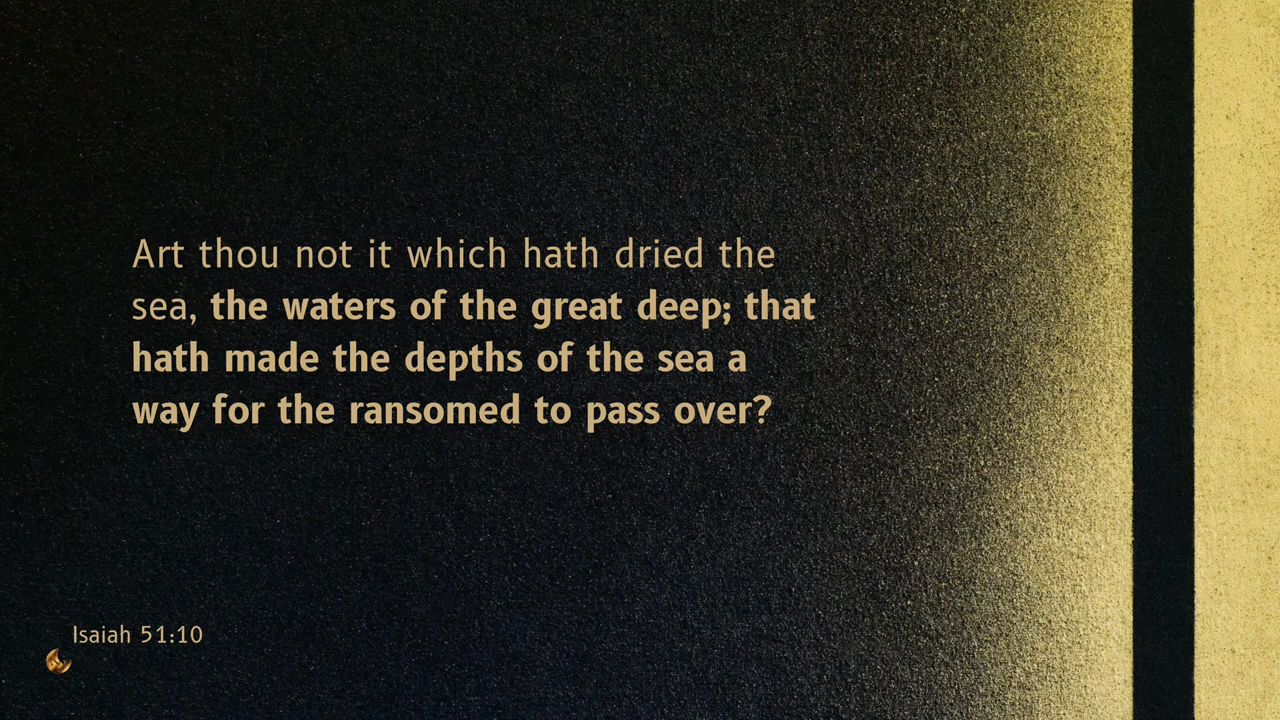 Art thou not it which hath dried the
sea, the waters of the great deep; that
hath made the depths of the sea a
way for the ransomed to pass over?
Isaiah 51:10